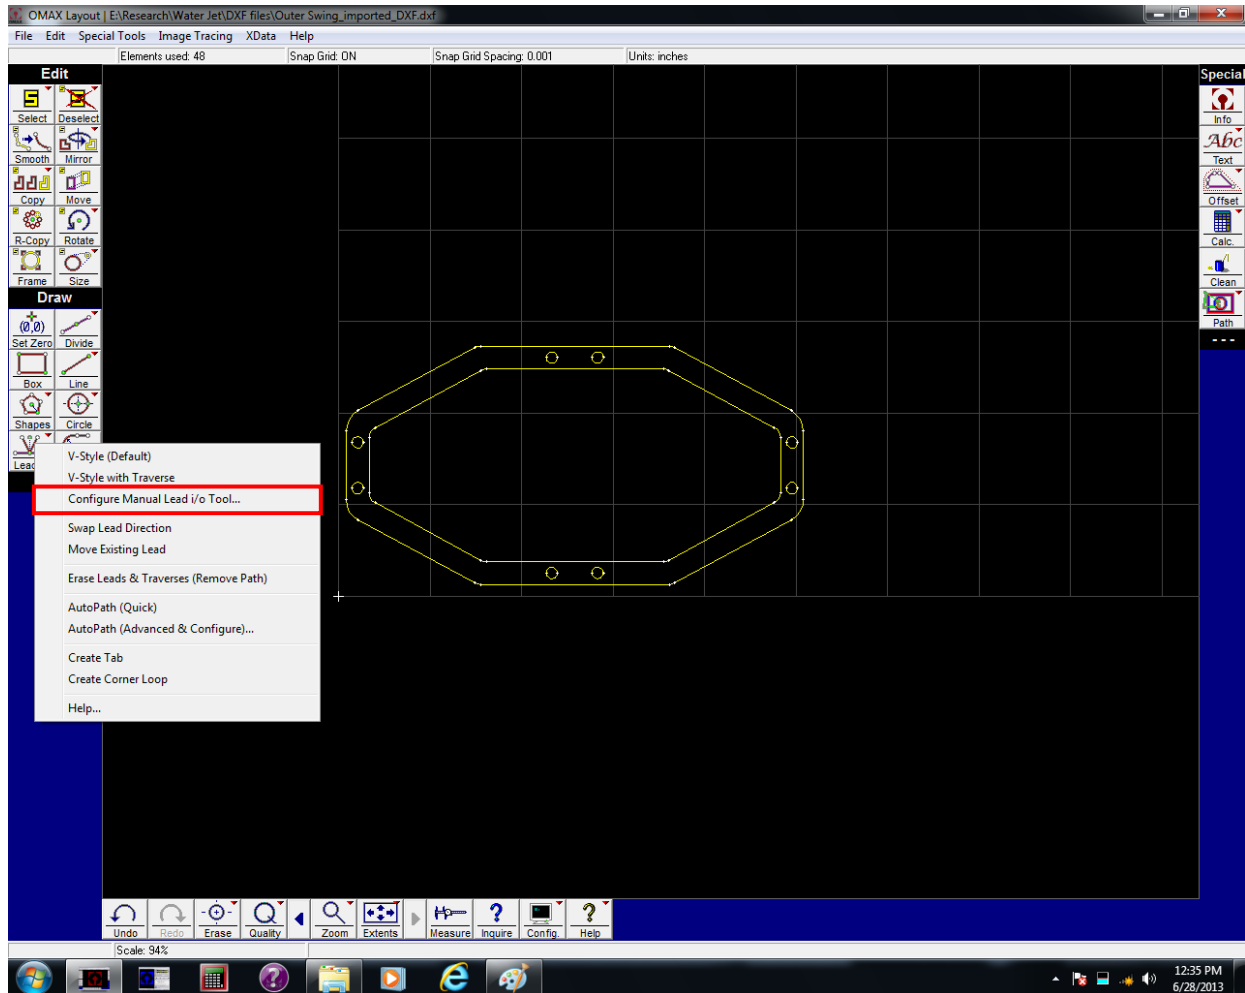 OMAX Layout | E:\Research\Water Jet\DXF files\Outer Swing_imported_DXF.dxf
File Edit Special Tools Image Tracing XData Help
Elements used: 48 Snap Grid: ON Snap Grid Spacing: 0.001 Units: inches
Edit
Select Deselect
Smooth Mirror
Copy Move
R-Copy Rotate
Frame Size
Draw
(0,0)
Set Zero Divide
Box Line
Shapes Circle
Lead
V-Style (Default)
V-Style with Traverse
Configure Manual Lead i/o Tool...
Swap Lead Direction
Move Existing Lead
Erase Leads & Traverses (Remove Path)
AutoPath (Quick)
AutoPath (Advanced & Configure)...
Create Tab
Create Corner Loop
Help...
Special
Info
Abc
Text
Offset
Calc.
Clean
Path
- - -
Undo Redo Erase Quality Zoom Extents Measure Inquire Config. Help
Scale: 94%
12:35 PM
6/28/2013